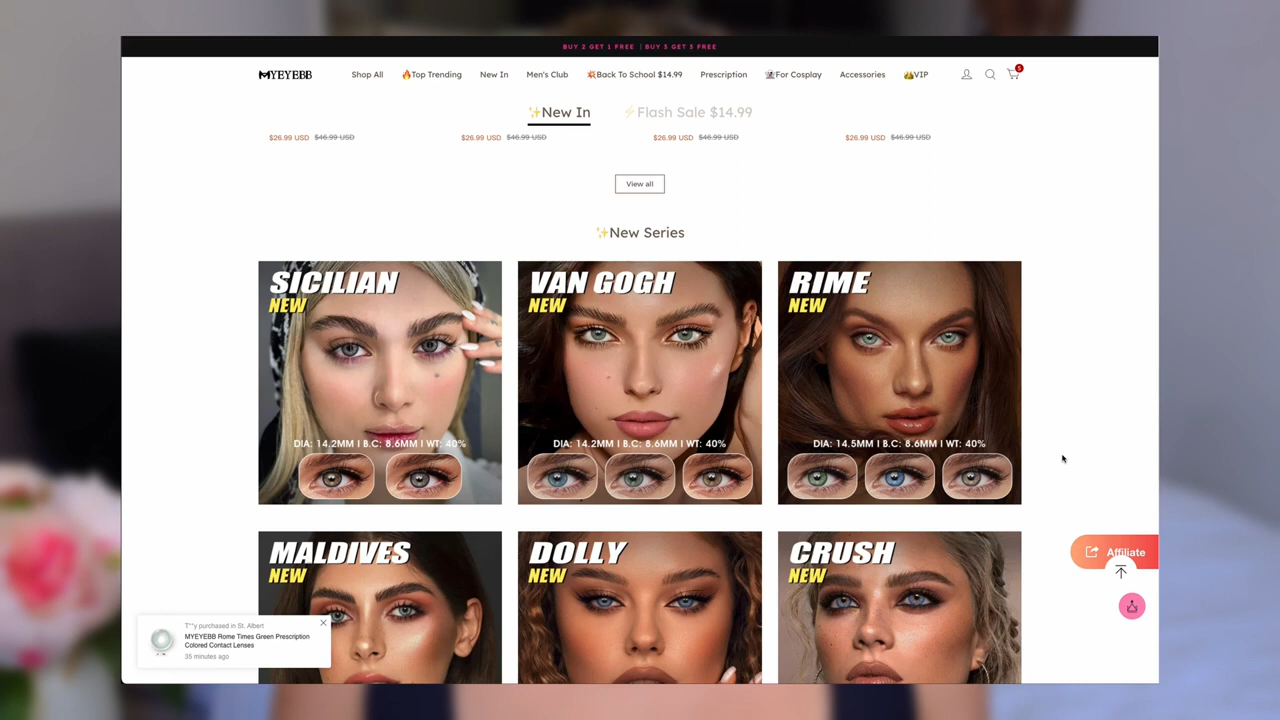 BUY 2 GET 1 FREE | BUY 3 GET 3 FREE
MYEYEBB
Shop All
🔥Top Trending
New In
Men's Club
💥Back To School $14.99
Prescription
For Cosplay
Accessories
VIP
5
✨New In
⚡Flash Sale $14.99
$26.99 USD $46.99 USD
$26.99 USD $46.99 USD
$26.99 USD $46.99 USD
$26.99 USD $46.99 USD
View all
✨New Series
SICILIAN
NEW
DIA: 14.2MM I B.C: 8.6MM I WT: 40%
VAN GOGH
NEW
DIA: 14.2MM I B.C: 8.6MM I WT: 40%
RIME
NEW
DIA: 14.5MM I B.C: 8.6MM I WT: 40%
MALDIVES
NEW
DOLLY
NEW
CRUSH
NEW
Affiliate
T**y purchased in St. Albert
MYEYEBB Rome Times Green Prescription
Colored Contact Lenses
35 minutes ago